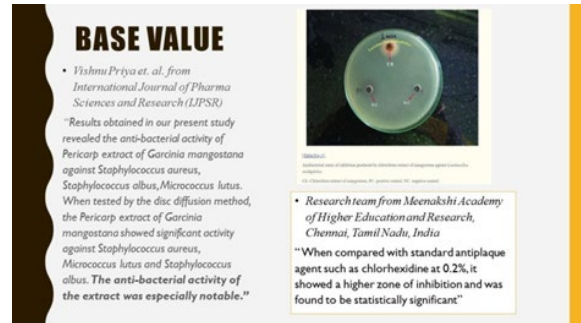 BASE VALUE
• VishnuPriya et. al. from
International Journal of Pharma
Sciences and Research (IJPSR)
“Results obtained in our present study
revealed the anti-bacterial activity of
Pericarp extract of Garcinia mangostana
against Staphylococcus aureus,
Staphylococcus albus, Micrococcus lutus.
When tested by the disc diffusion method,
the Pericarp extract of Garcinia
mangostana showed significant activity
against Staphylococcus aureus,
Micrococcus lutus and Staphylococcus
albus. The anti-bacterial activity of
the extract was especially notable.”
• Research team from Meenakshi Academy
of Higher Education and Research,
Chennai, Tamil Nadu, India
“When compared with standard antiplaque
agent such as chlorhexidine at 0.2%, it
showed a higher zone of inhibition and was
found to be statistically significant”